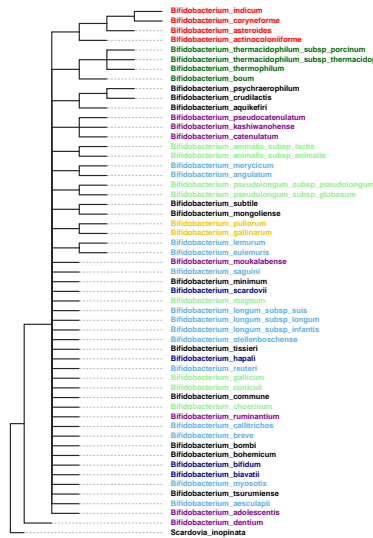 Bifidobacterium_indicum
Bifidobacterium_coryneforme
Bifidobacterium_asteroides
Bifidobacterium_actinocoloniiforme
Bifidobacterium_thermacidophilum_subsp_porcinum
Bifidobacterium_thermacidophilum_subsp_thermacidop
Bifidobacterium_thermophilum
Bifidobacterium_boum
Bifidobacterium_psychraerophilum
Bifidobacterium_crudilactis
Bifidobacterium_aquikefiri
Bifidobacterium_pseudocatenulatum
Bifidobacterium_kashiwanohense
Bifidobacterium_catenulatum
Bifidobacterium_animalis_subsp_lactis
Bifidobacterium_animalis_subsp_animalis
Bifidobacterium_merycicum
Bifidobacterium_angulatum
Bifidobacterium_pseudolongum_subsp_pseudolongum
Bifidobacterium_pseudolongum_subsp_globosum
Bifidobacterium_subtile
Bifidobacterium_mongoliense
Bifidobacterium_pullorum
Bifidobacterium_gallinarum
Bifidobacterium_lemurum
Bifidobacterium_eulemuris
Bifidobacterium_moukalabense
Bifidobacterium_saguini
Bifidobacterium_minimum
Bifidobacterium_scardovii
Bifidobacterium_magnum
Bifidobacterium_longum_subsp_suis
Bifidobacterium_longum_subsp_longum
Bifidobacterium_longum_subsp_infantis
Bifidobacterium_stellenboschense
Bifidobacterium_tissieri
Bifidobacterium_hapali
Bifidobacterium_reuteri
Bifidobacterium_gallicum
Bifidobacterium_cuniculi
Bifidobacterium_commune
Bifidobacterium_choerinum
Bifidobacterium_ruminantium
Bifidobacterium_callitrichos
Bifidobacterium_breve
Bifidobacterium_bombi
Bifidobacterium_bohemicum
Bifidobacterium_bifidum
Bifidobacterium_biavatii
Bifidobacterium_myosotis
Bifidobacterium_tsurumiense
Bifidobacterium_aesculapii
Bifidobacterium_adolescentis
Bifidobacterium_dentium
Scardovia_inopinata